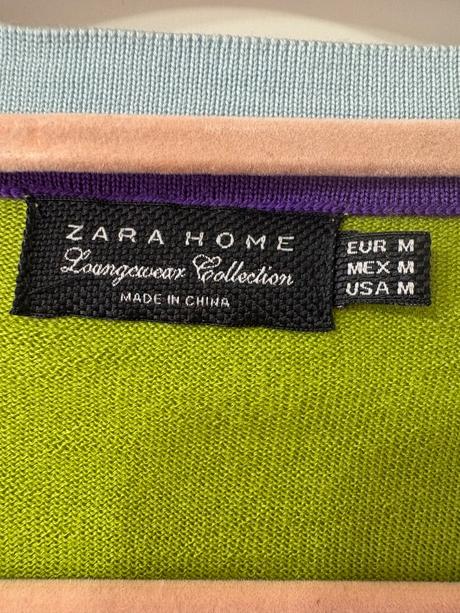 ZARA HOME
Loungewear Collection
MADE IN CHINA
EUR M
MEX M
USA M